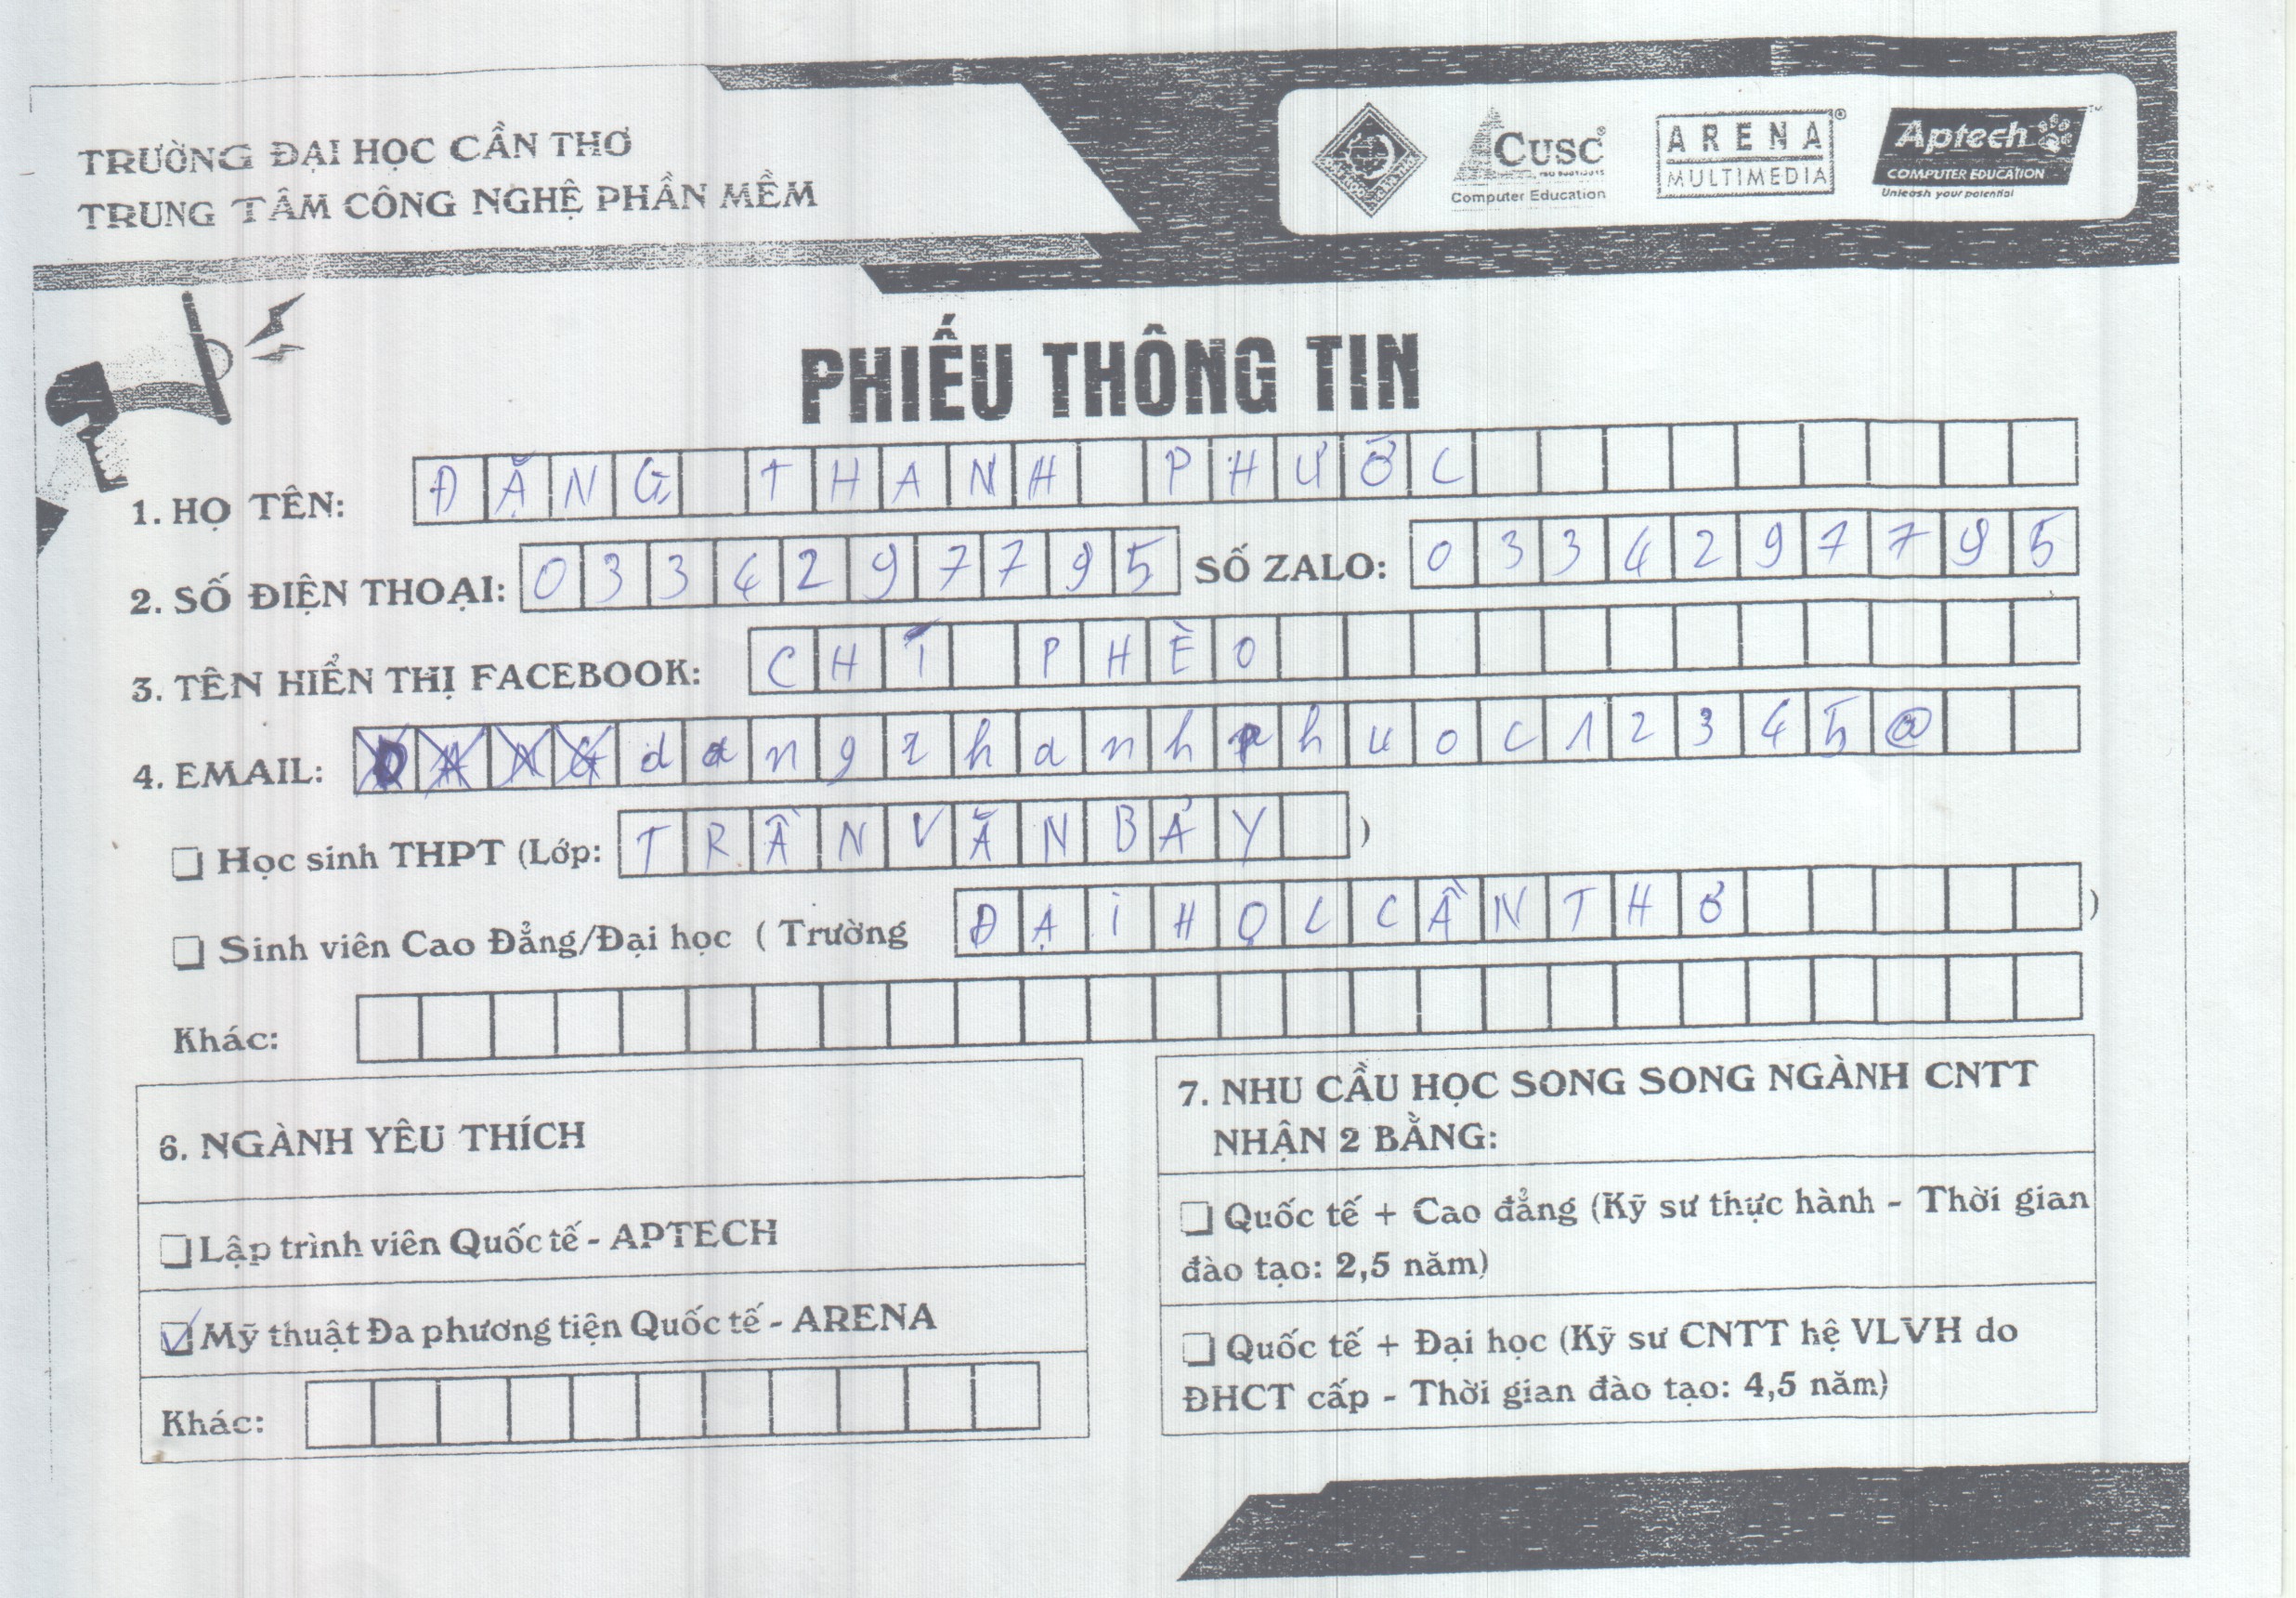 TRƯỜNG ĐẠI HỌC CẦN THƠ
TRUNG TÂM CÔNG NGHỆ PHẦN MỀM
CUSC®
Computer Education
ARENA®
MULTIMEDIA
Aptech™
COMPUTER EDUCATION
Unleash your potential
PHIẾU THÔNG TIN
1. HỌ TÊN: ĐẶNG THANH PHƯỚC
2. SỐ ĐIỆN THOẠI: 0334297795 SỐ ZALO: 0334297795
3. TÊN HIỂN THỊ FACEBOOK: CHÍ PHÈO
4. EMAIL: dangthanhphuoc12345@
Học sinh THPT (Lớp: TRẦN VĂN BẢY )
Sinh viên Cao Đẳng/Đại học ( Trường ĐẠI HỌC CẦN THƠ )
Khác:
6. NGÀNH YÊU THÍCH
Lập trình viên Quốc tế - APTECH
Mỹ thuật Đa phương tiện Quốc tế - ARENA
Khác:
7. NHU CẦU HỌC SONG SONG NGÀNH CNTT
NHẬN 2 BẰNG:
Quốc tế + Cao đẳng (Kỹ sư thực hành - Thời gian
đào tạo: 2,5 năm)
Quốc tế + Đại học (Kỹ sư CNTT hệ VLVH do
ĐHCT cấp - Thời gian đào tạo: 4,5 năm)